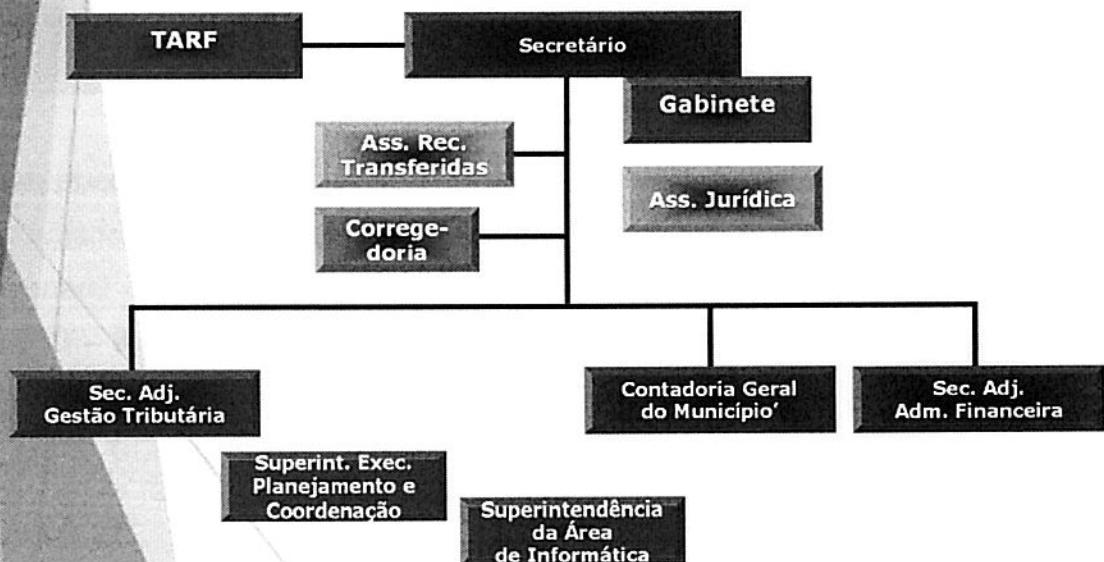 TARF
Secretário
Gabinete
Ass. Rec.
Transferidas
Ass. Jurídica
Correge-
doria
Sec. Adj.
Gestão Tributária
Contadoria Geral
do Município’
Sec. Adj.
Adm. Financeira
Superint. Exec.
Planejamento e
Coordenação
Superintendência
da Área
de Informática